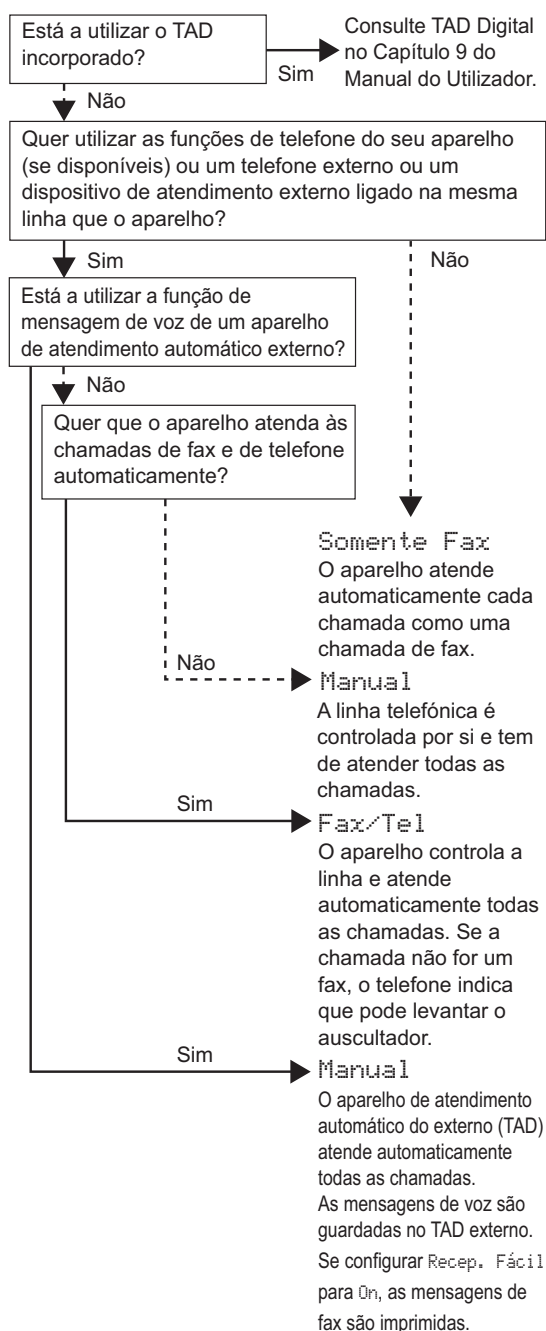 Está a utilizar o TAD
incorporado?
Sim
Consulte TAD Digital
no Capítulo 9 do
Manual do Utilizador.
Não
Quer utilizar as funções de telefone do seu aparelho
(se disponíveis) ou um telefone externo ou um
dispositivo de atendimento externo ligado na mesma
linha que o aparelho?
Sim
Não
Está a utilizar a função de
mensagem de voz de um aparelho
de atendimento automático externo?
Não
Quer que o aparelho atenda às
chamadas de fax e de telefone
automaticamente?
Somente Fax
O aparelho atende
automaticamente cada
chamada como uma
chamada de fax.
Não
Manual
A linha telefónica é
controlada por si e tem
de atender todas as
chamadas.
Sim
Fax/Tel
O aparelho controla a
linha e atende
automaticamente todas
as chamadas. Se a
chamada não for um
fax, o telefone indica
que pode levantar o
auscultador.
Sim
Manual
O aparelho de atendimento
automático do externo (TAD)
atende automaticamente
todas as chamadas.
As mensagens de voz são
guardadas no TAD externo.
Se configurar Recep. Fácil
para On, as mensagens de
fax são imprimidas.